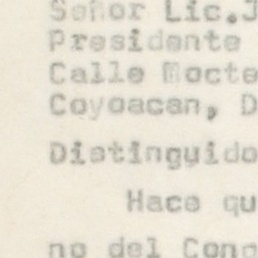 Señor Lic.J
Presidente
Calle Mocte
Coyoacan, D
Distinguido
Hace qu
no del Cong